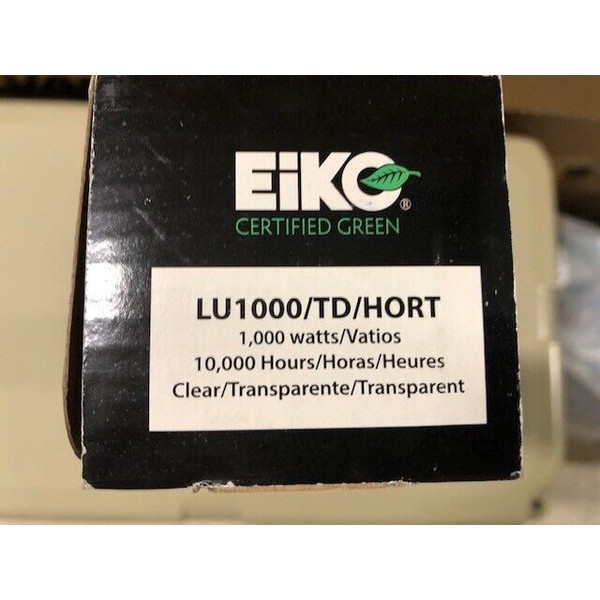 EiKO®
CERTIFIED GREEN
LU1000/TD/HORT
1,000 watts/Vatios
10,000 Hours/Horas/Heures
Clear/Transparente/Transparent